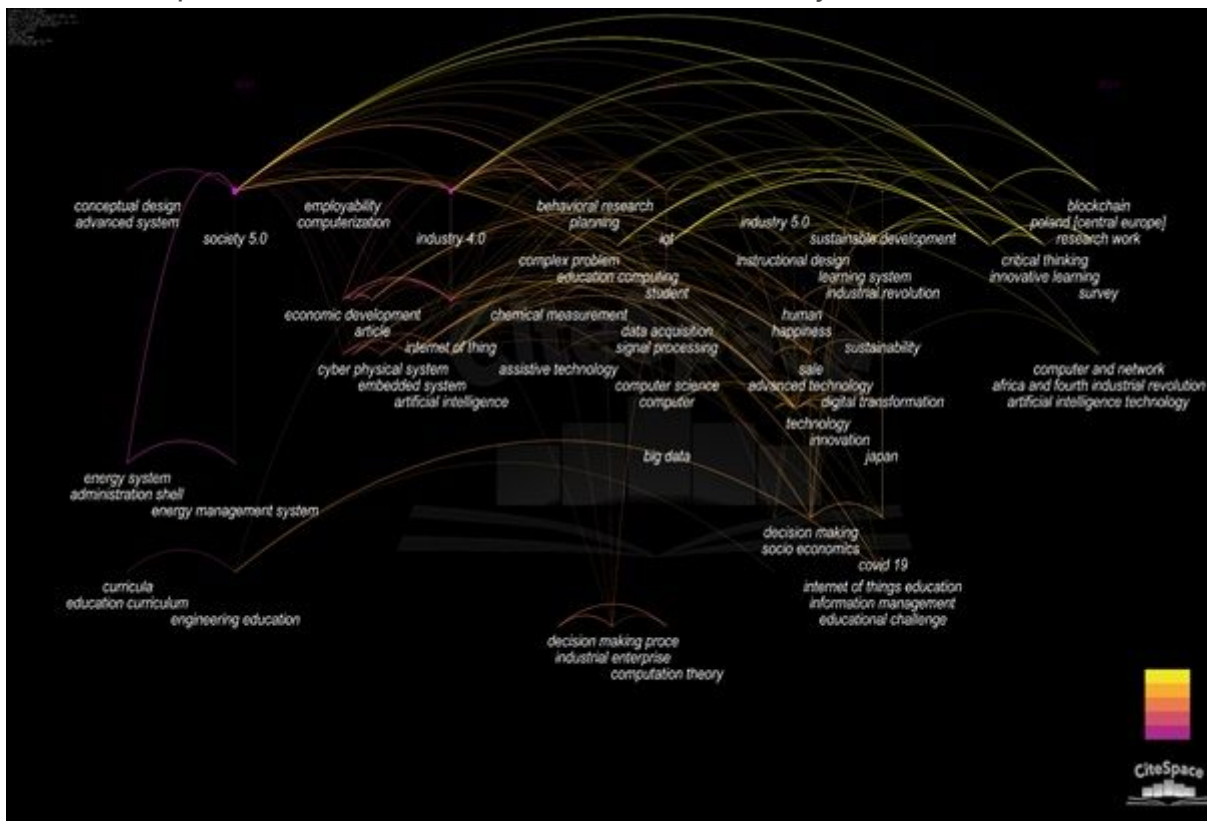 conceptual design
advanced system
society 5.0
employability
computerization
industry 4.0
behavioral research
planning
iot
industry 5.0
sustainable development
blockchain
poland [central europe]
research work
complex problem
education computing
student
instructional design
learning system
industrial revolution
critical thinking
innovative learning
survey
economic development
article
internet of thing
chemical measurement
data acquisition
signal processing
human
happiness
sustainability
cyber physical system
embedded system
artificial intelligence
assistive technology
computer science
computer
sale
advanced technology
digital transformation
computer and network
africa and fourth industrial revolution
artificial intelligence technology
technology
innovation
big data
japan
energy system
administration shell
energy management system
decision making
socio economics
covid 19
curricula
education curriculum
engineering education
internet of things education
information management
educational challenge
decision making proce
industrial enterprise
computation theory
CiteSpace